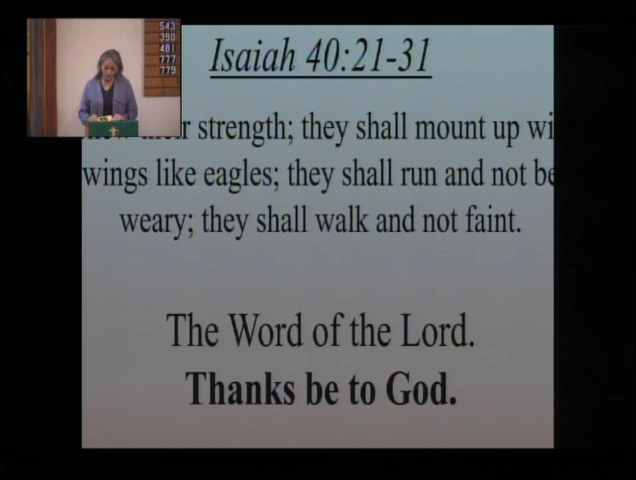 543
390
481
777
779
Isaiah 40:21-31
their strength; they shall mount up wi
wings like eagles; they shall run and not be
weary; they shall walk and not faint.
The Word of the Lord.
Thanks be to God.